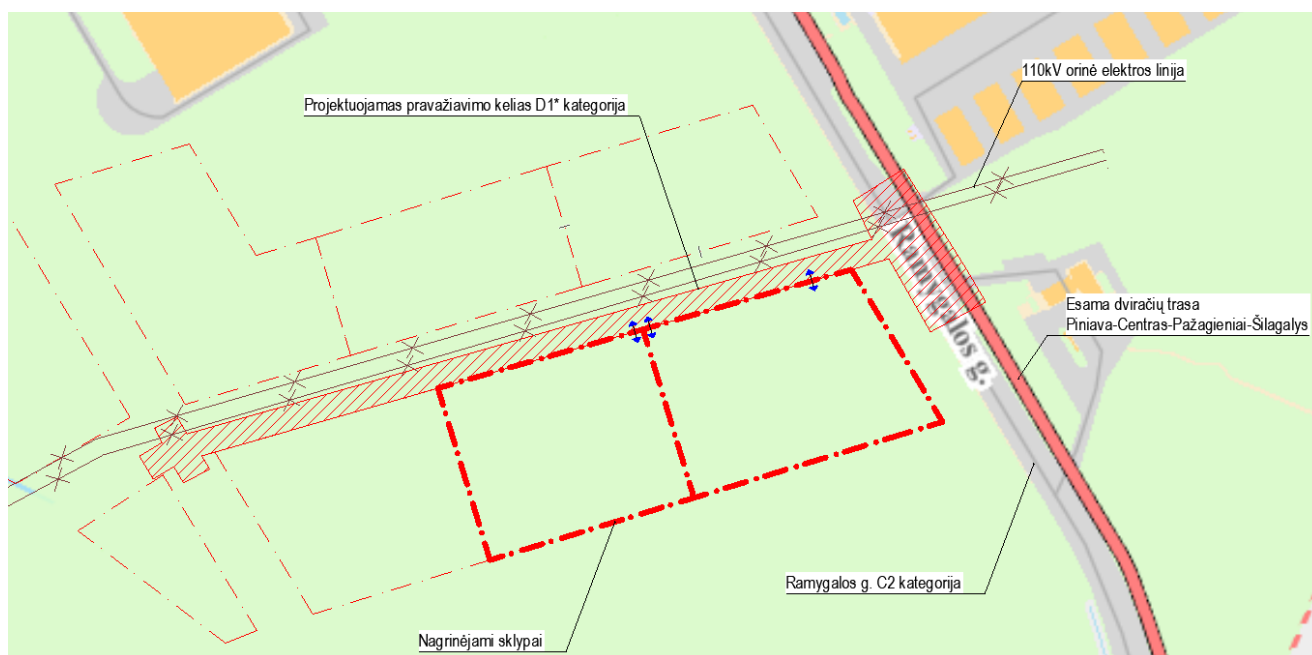 110kV orinė elektros linija
Projektuojamas pravažiavimo kelias D1* kategorija
Ramygalos g.
Esama dviračių trasa
Piniava-Centras-Pažagieniai-Šilagalys
Ramygalos g. C2 kategorija
Nagrinėjami sklypai